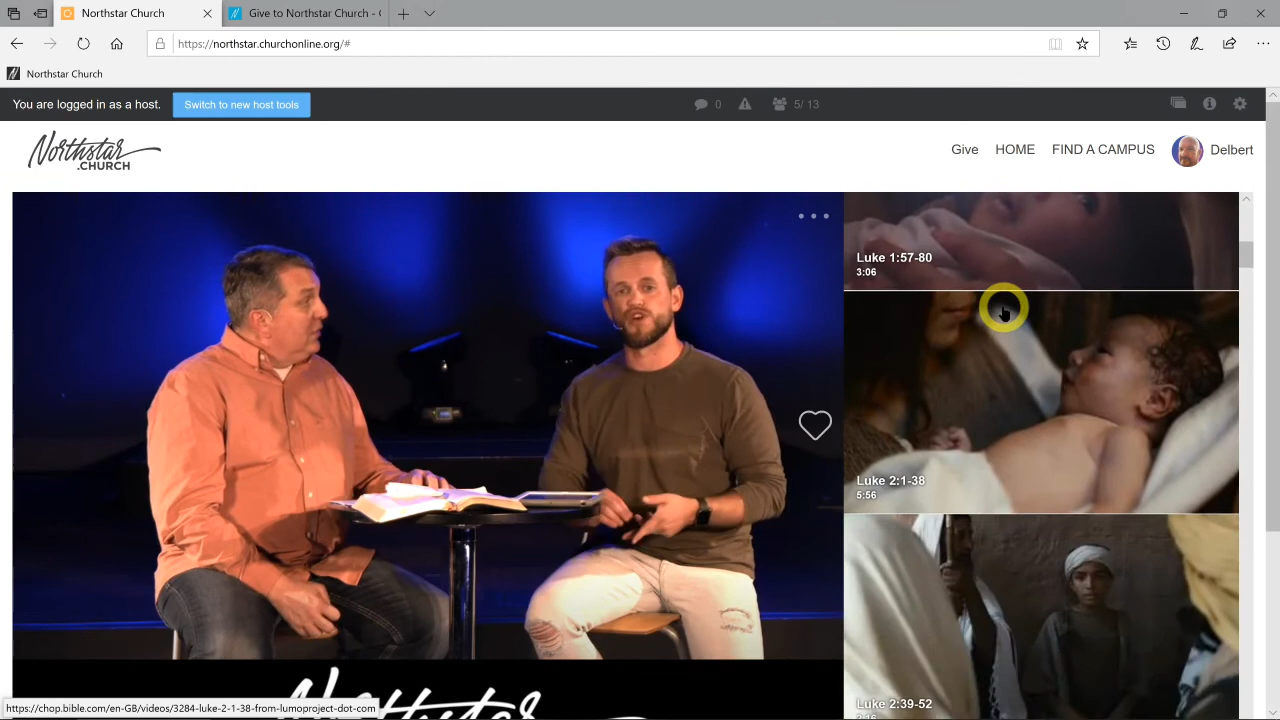 Northstar Church
Give to Northstar Church - (
https://northstar.churchonline.org/#
Northstar Church
You are logged in as a host.
Switch to new host tools
0
5/ 13
Northstar
.CHURCH
Give
HOME
FIND A CAMPUS
Delbert
Luke 1:57-80
3:06
Luke 2:1-38
5:56
Luke 2:39-52
Northstar
https://chop.bible.com/en-GB/videos/3284-luke-2-1-38-from-lumoproject-dot-com